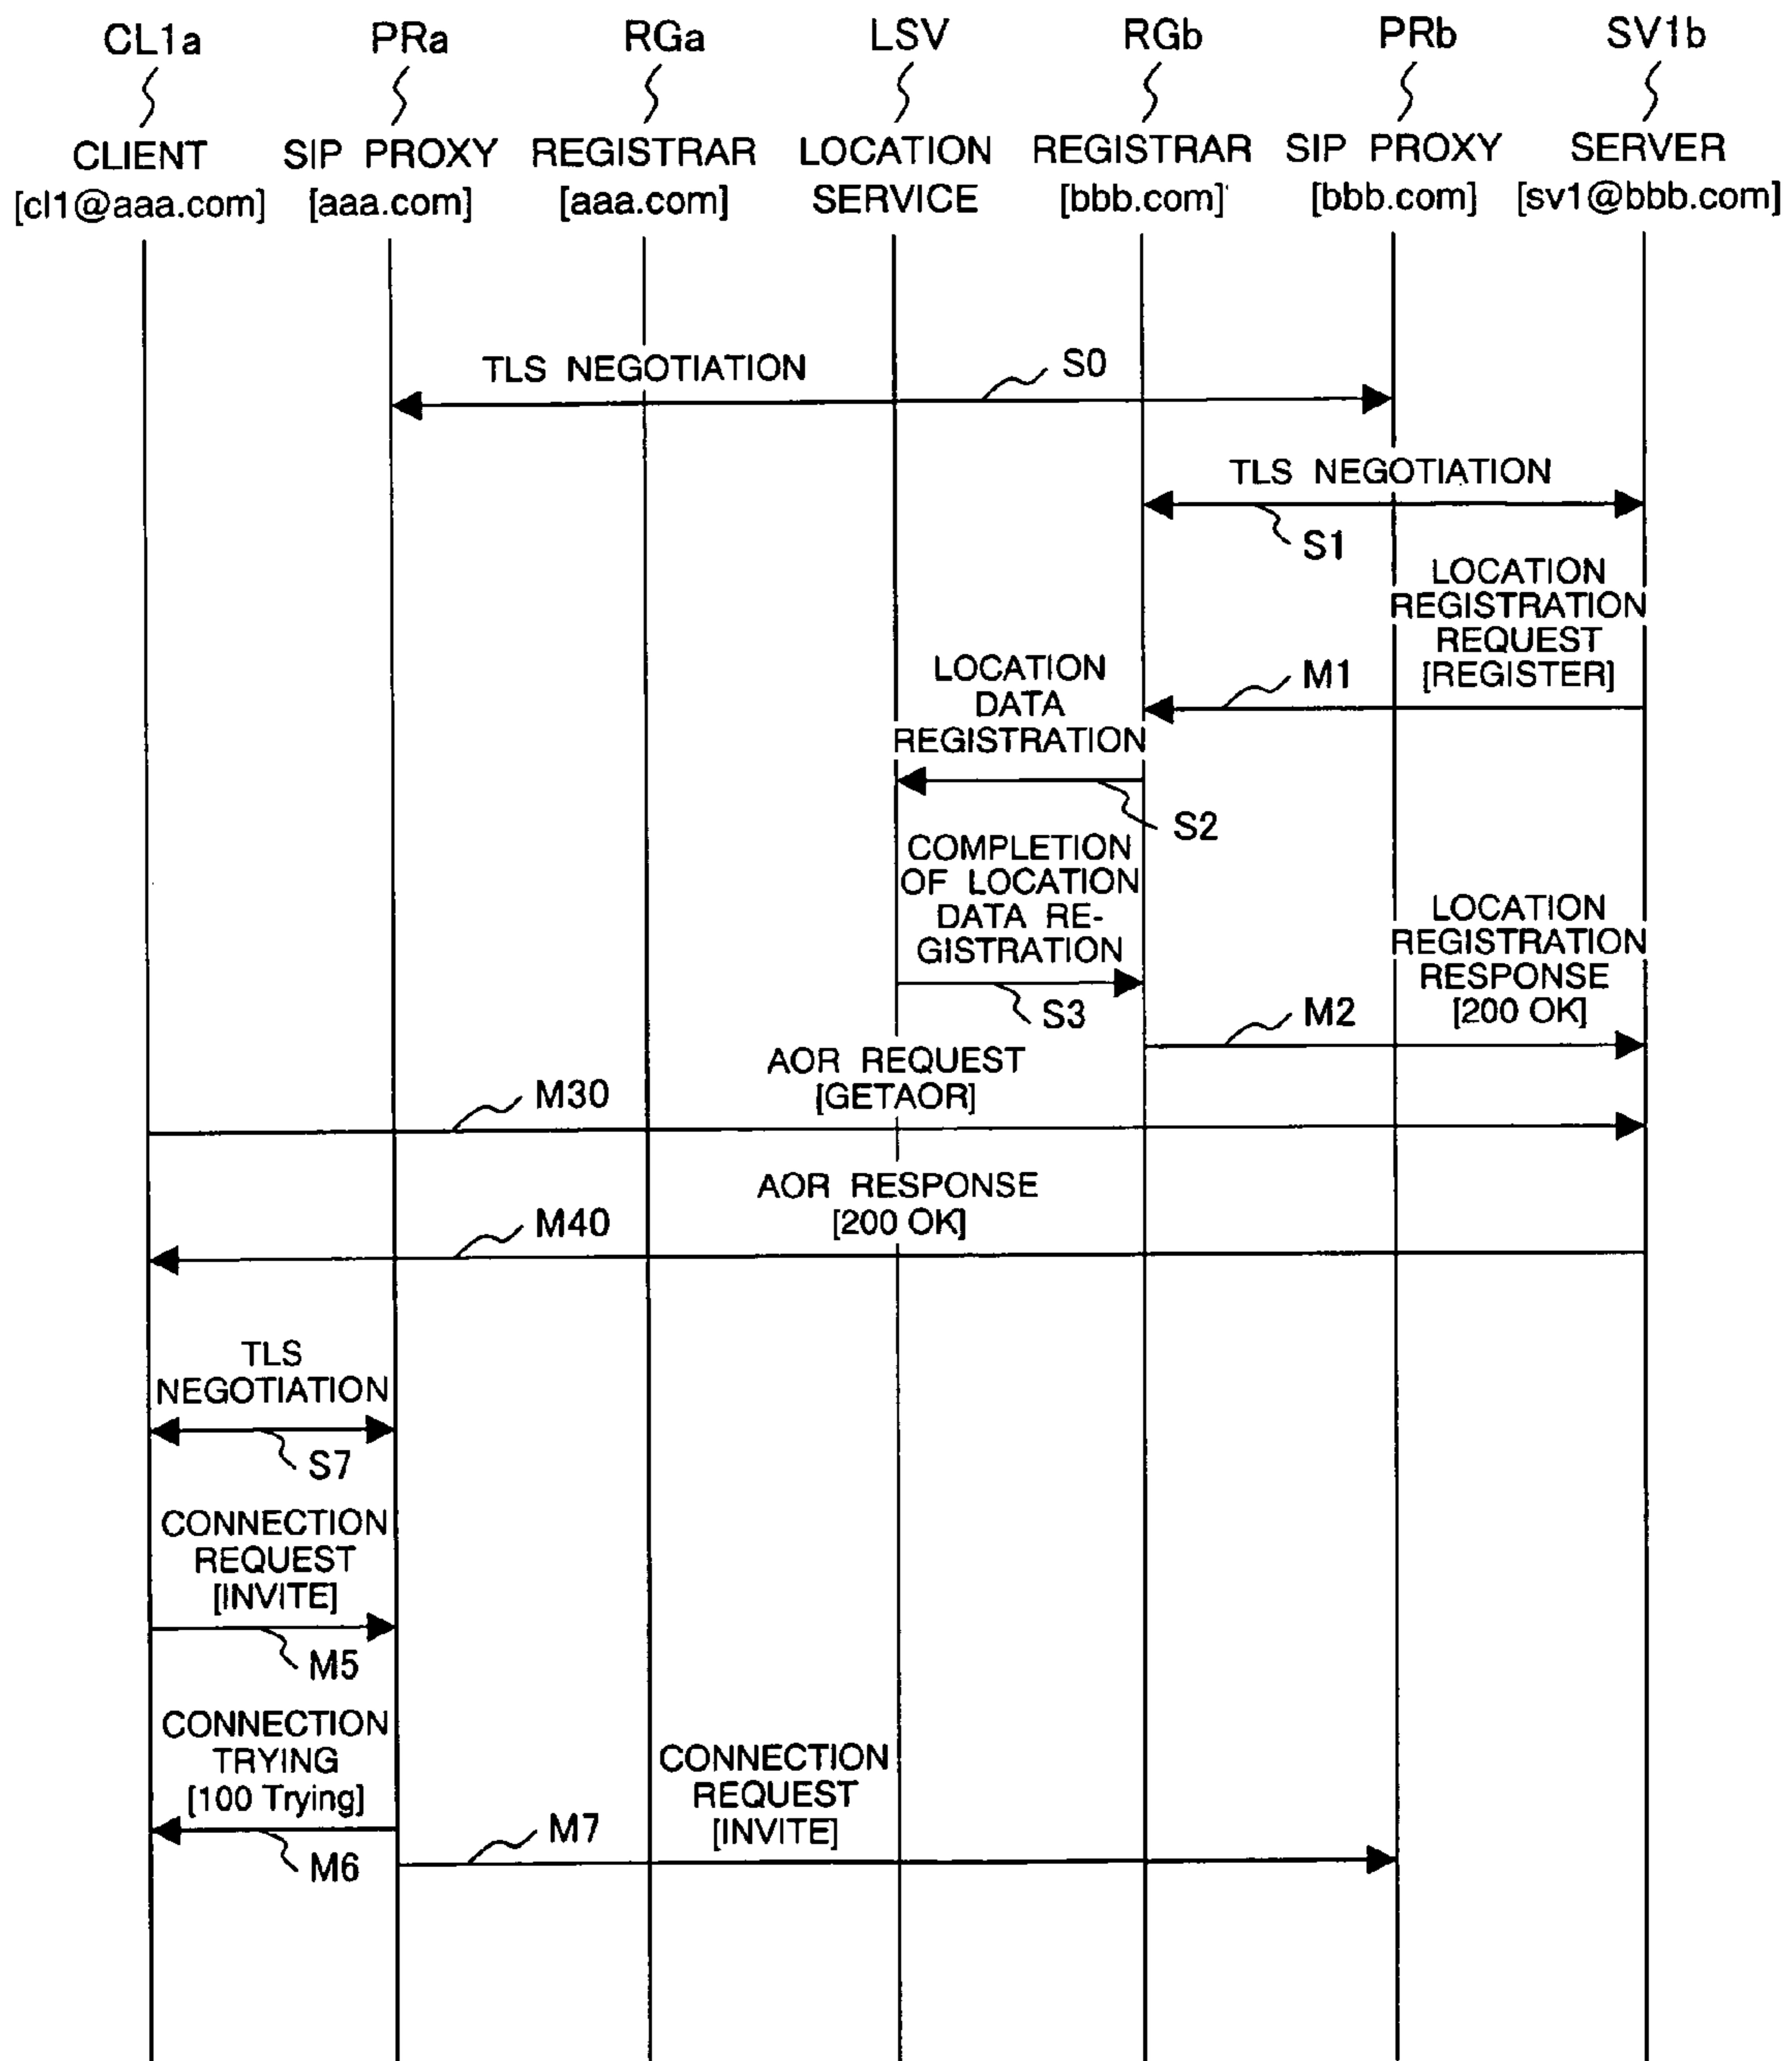 CL1a PRa RGa LSV RGb PRb SV1b
CLIENT SIP PROXY REGISTRAR LOCATION REGISTRAR SIP PROXY SERVER
[cl1@aaa.com] [aaa.com] [aaa.com] SERVICE [bbb.com] [bbb.com] [sv1@bbb.com]
TLS NEGOTIATION S0
TLS NEGOTIATION
S1
LOCATION
REGISTRATION
REQUEST
[REGISTER]
M1
LOCATION
DATA
REGISTRATION
S2
COMPLETION
OF LOCATION
DATA RE-
GISTRATION
S3
LOCATION
REGISTRATION
RESPONSE
[200 OK]
M2
AOR REQUEST
[GETAOR]
M30
AOR RESPONSE
[200 OK]
M40
TLS
NEGOTIATION
S7
CONNECTION
REQUEST
[INVITE]
M5
CONNECTION
TRYING
[100 Trying]
M6
CONNECTION
REQUEST
[INVITE]
M7